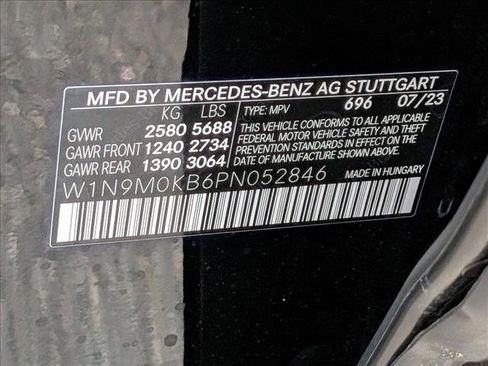 MFD BY MERCEDES-BENZ AG STUTTGART
KG LBS TYPE: MPV 696 07/23
GVWR 2580 5688
GAWR FRONT 1240 2734
GAWR REAR 1390 3064
THIS VEHICLE CONFORMS TO ALL APPLICABLE
FEDERAL MOTOR VEHICLE SAFETY AND THEFT
PREVENTION STANDARDS IN EFFECT ON THE
DATE OF MANUFACTURE SHOWN ABOVE.
W1N9M0KB6PN052846 MADE IN HUNGARY